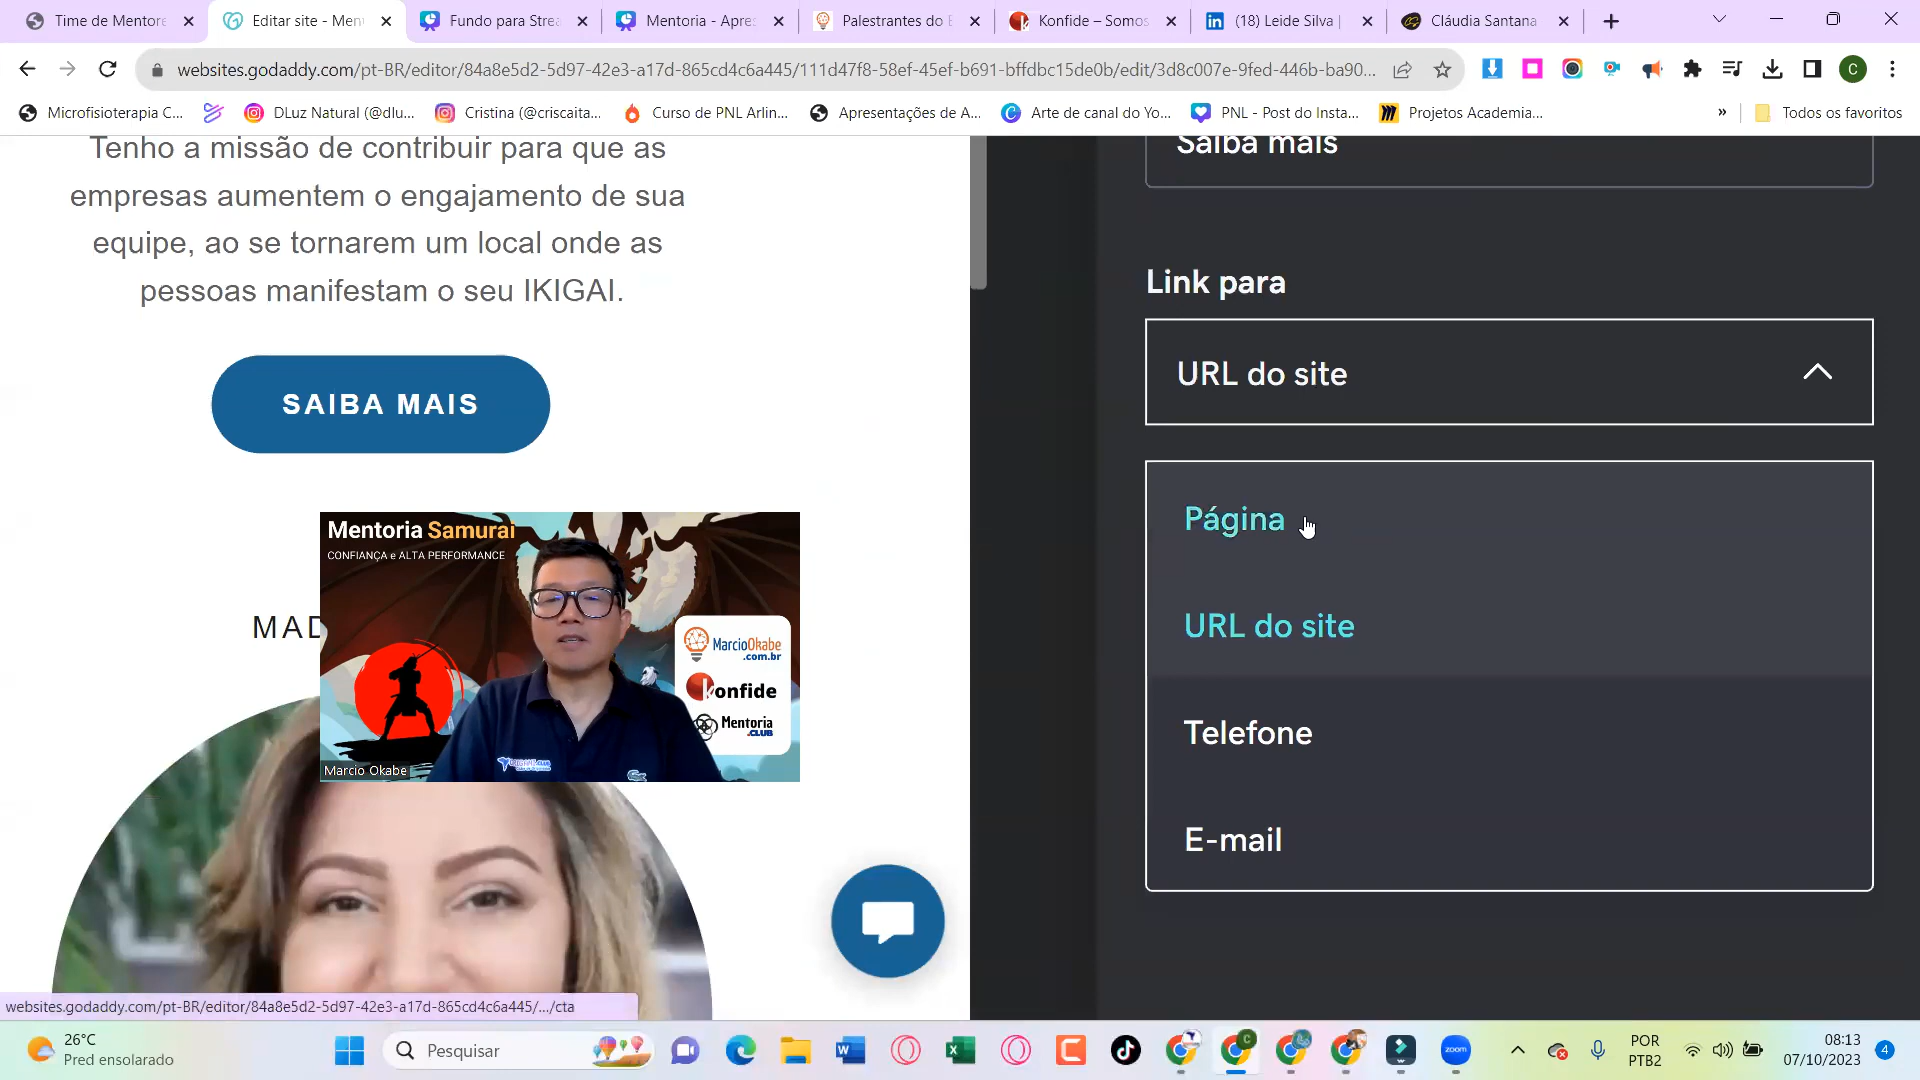 Time de Mentore
Editar site - Men
Fundo para Strea
Mentoria - Apres
Palestrantes do E
Konfide – Somos
(18) Leide Silva |
Cláudia Santana
websites.godaddy.com/pt-BR/editor/84a8e5d2-5d97-42e3-a17d-865cd4c6a445/111d47f8-58ef-45ef-b691-bffdbc15de0b/edit/3d8c007e-9fed-446b-ba90...
C
Microfisioterapia C...
DLuz Natural (@dlu...
Cristina (@criscaita...
Curso de PNL Arlin...
Apresentações de A...
Arte de canal do Yo...
PNL - Post do Insta...
Projetos Academia...
»
Todos os favoritos
Tenho a missão de contribuir para que as
empresas aumentem o engajamento de sua
equipe, ao se tornarem um local onde as
pessoas manifestam o seu IKIGAI.
SAIBA MAIS
MAD
Mentoria Samurai
CONFIANÇA e ALTA PERFORMANCE
MarcioOkabe
.com.br
konfide
Mentoria
.CLUB
Marcio Okabe
Saiba mais
Link para
URL do site
Página
URL do site
Telefone
E-mail
websites.godaddy.com/pt-BR/editor/84a8e5d2-5d97-42e3-a17d-865cd4c6a445/.../cta
26°C
Pred ensolarado
Pesquisar
zoom
POR
PTB2
08:13
07/10/2023
4